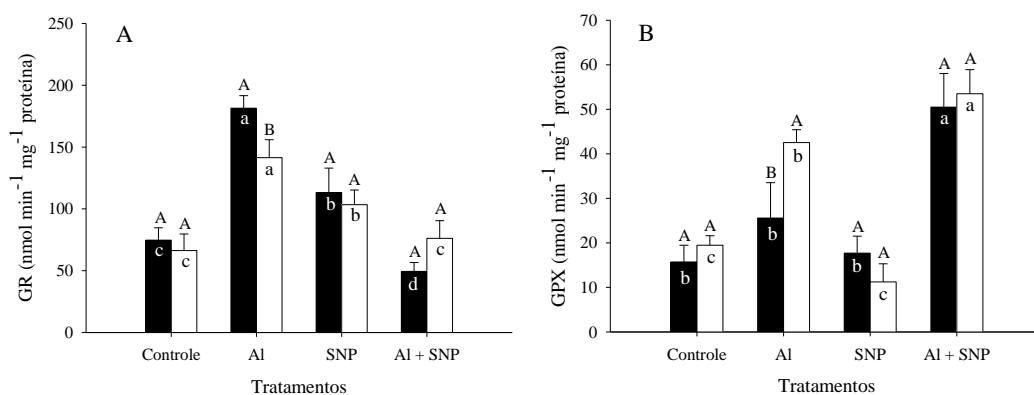 A
GR (nmol min⁻¹ mg⁻¹ proteína)
250
200
150
100
50
0
A A A B A A A A
c c a a b b d c
Controle Al SNP Al + SNP
Tratamentos
B
GPX (nmol min⁻¹ mg⁻¹ proteína)
70
60
50
40
30
20
10
0
A A B A A A A A
b c b b b c a a
Controle Al SNP Al + SNP
Tratamentos